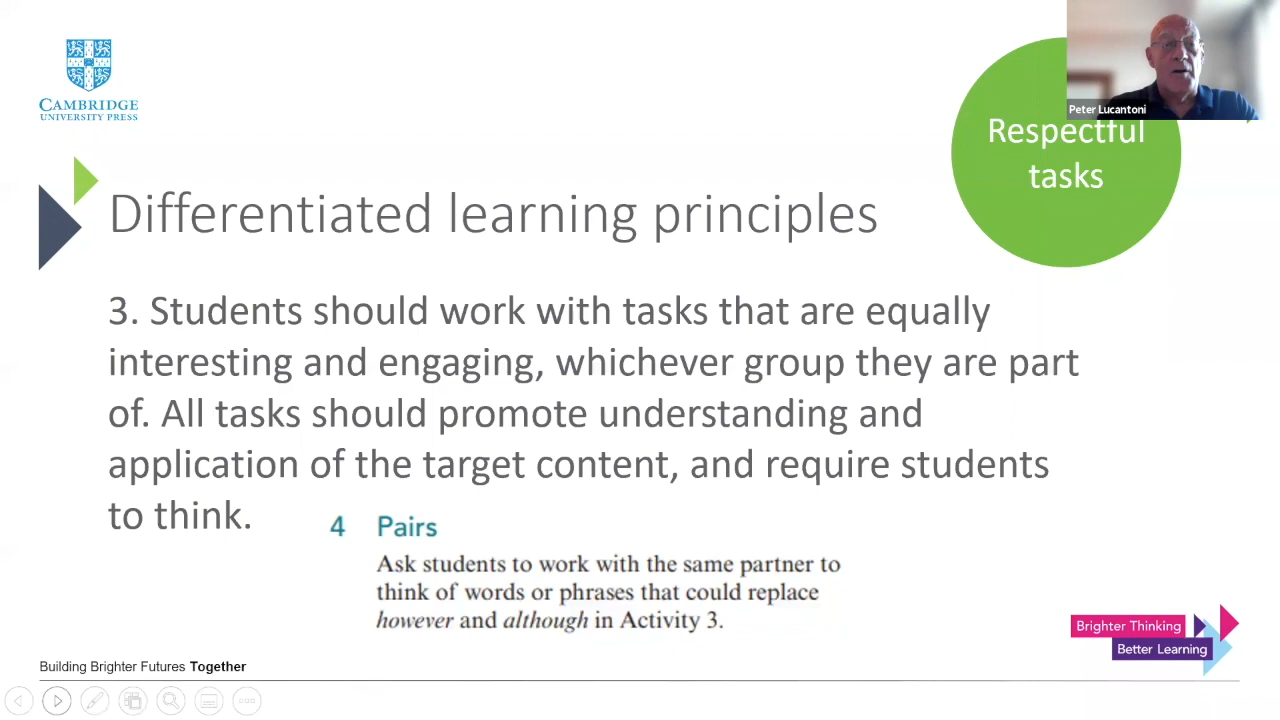 CAMBRIDGE
UNIVERSITY PRESS
Peter Lucantoni
Respectful
tasks
Differentiated learning principles
3. Students should work with tasks that are equally
interesting and engaging, whichever group they are part
of. All tasks should promote understanding and
application of the target content, and require students
to think.
4 Pairs
Ask students to work with the same partner to
think of words or phrases that could replace
however and although in Activity 3.
Brighter Thinking
Better Learning
Building Brighter Futures Together